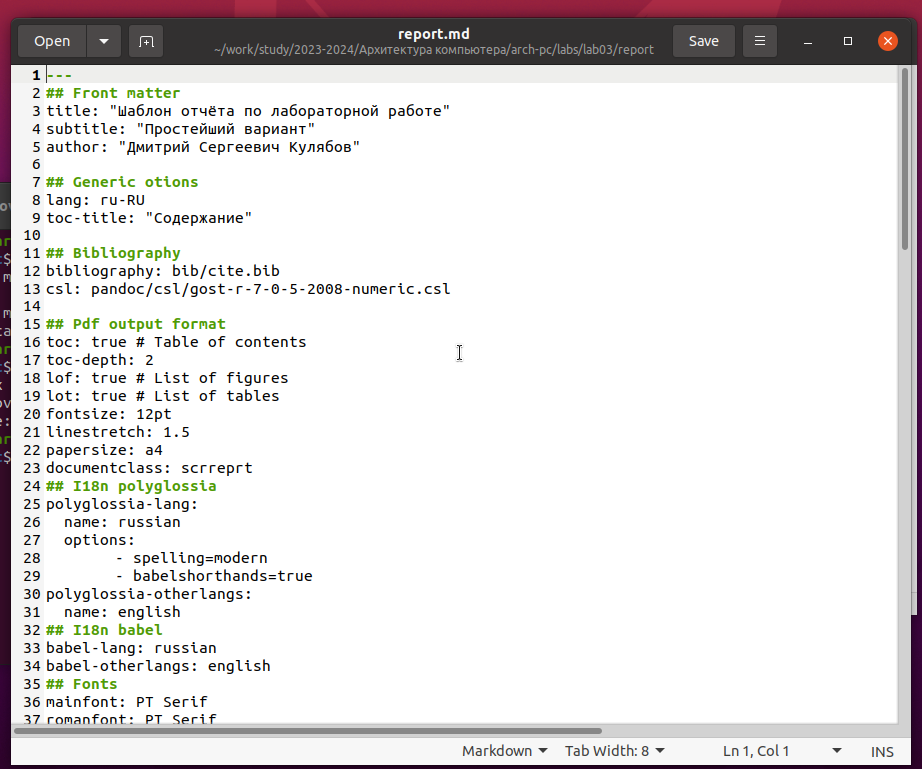 Open
report.md
~/work/study/2023-2024/Архитектура компьютера/arch-pc/labs/lab03/report
Save
1 ---
2 ## Front matter
3 title: "Шаблон отчёта по лабораторной работе"
4 subtitle: "Простейший вариант"
5 author: "Дмитрий Сергеевич Кулябов"
6
7 ## Generic otions
8 lang: ru-RU
9 toc-title: "Содержание"
10
11 ## Bibliography
12 bibliography: bib/cite.bib
13 csl: pandoc/csl/gost-r-7-0-5-2008-numeric.csl
14
15 ## Pdf output format
16 toc: true # Table of contents
17 toc-depth: 2
18 lof: true # List of figures
19 lot: true # List of tables
20 fontsize: 12pt
21 linestretch: 1.5
22 papersize: a4
23 documentclass: scrreprt
24 ## I18n polyglossia
25 polyglossia-lang:
26   name: russian
27   options:
28         - spelling=modern
29         - babelshorthands=true
30 polyglossia-otherlangs:
31   name: english
32 ## I18n babel
33 babel-lang: russian
34 babel-otherlangs: english
35 ## Fonts
36 mainfont: PT Serif
37 romanfont: PT Serif
Markdown
Tab Width: 8
Ln 1, Col 1
INS